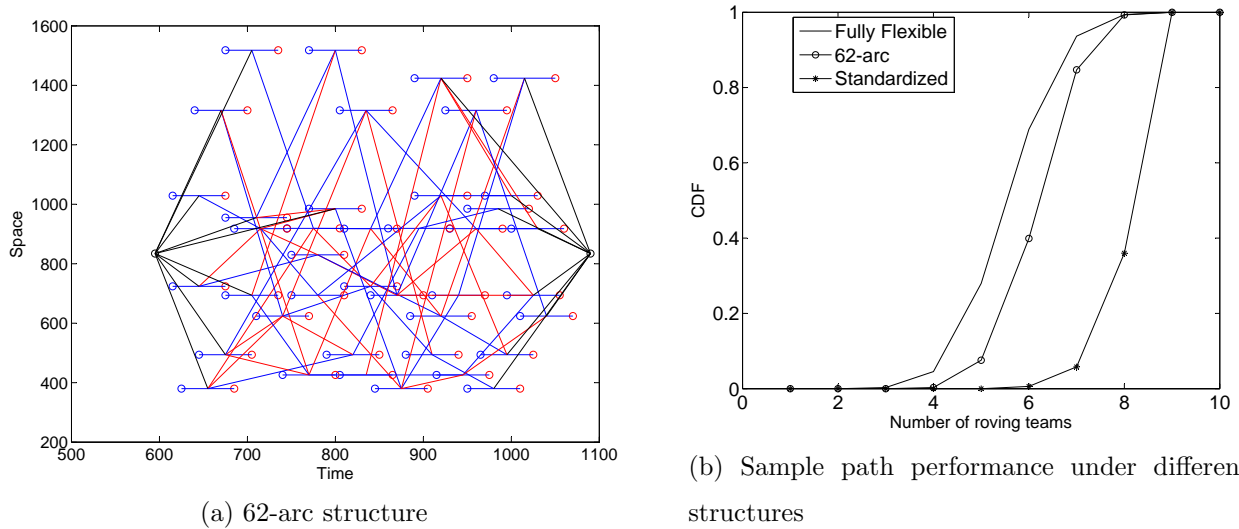 1600
1400
1200
1000
800
600
400
200
Space
500
600
700
800
900
1000
1100
Time
(a) 62-arc structure
1
0.8
0.6
0.4
0.2
0
CDF
Fully Flexible
62-arc
Standardized
0
2
4
6
8
10
Number of roving teams
(b) Sample path performance under differen
structures